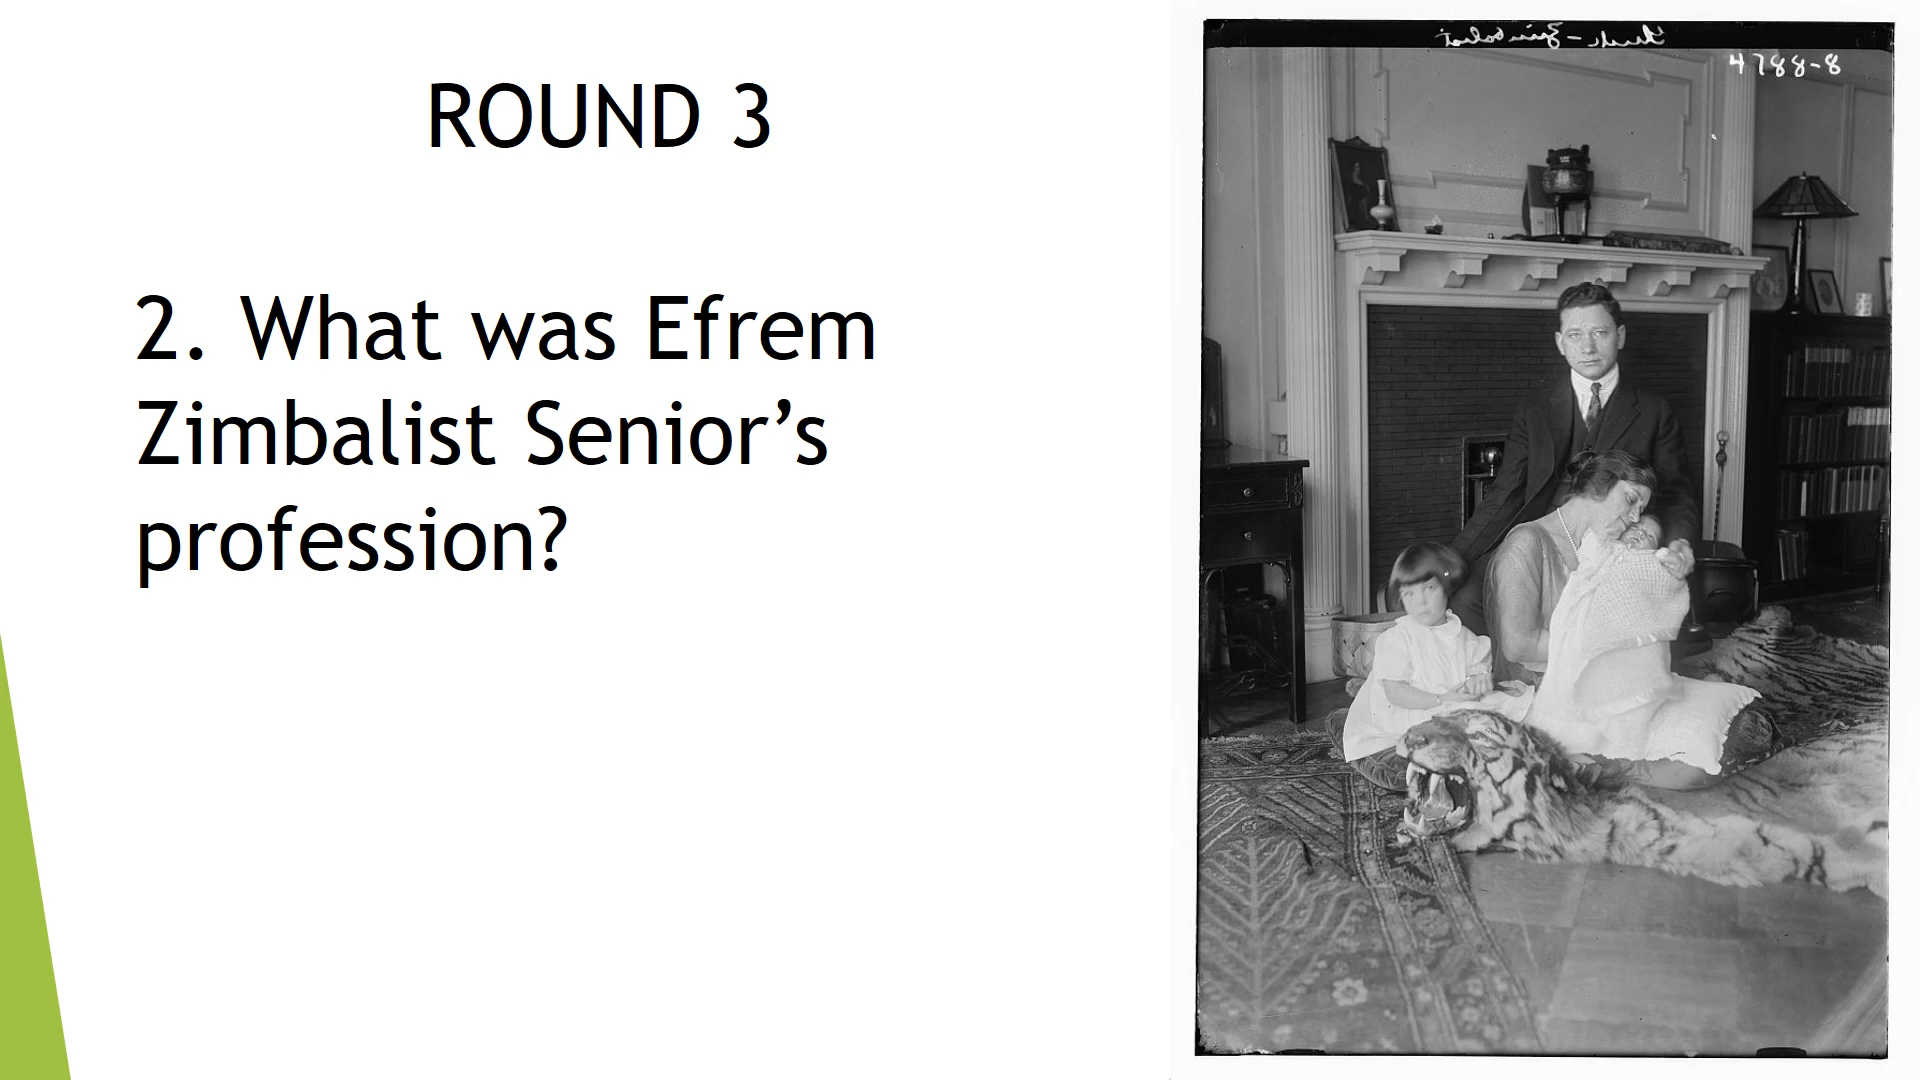 ROUND 3
2. What was Efrem
Zimbalist Senior’s
profession?
4788-8